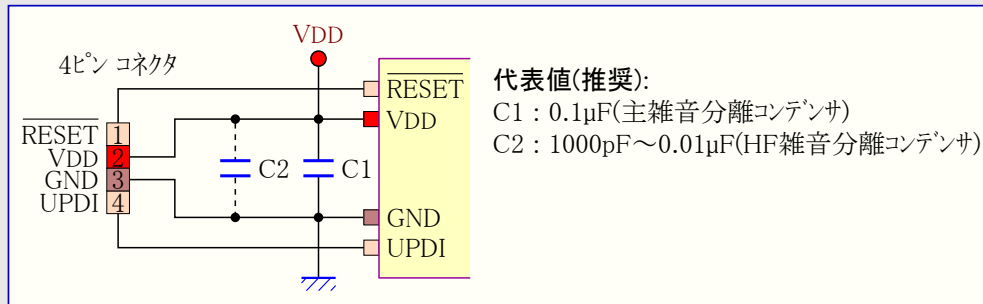 VDD
4ピン コネクタ
RESET
VDD
GND
UPDI
1
2
3
4
C2
C1
RESET
VDD
GND
UPDI
代表値(推奨):
C1 : 0.1µF(主雑音分離コンデンサ)
C2 : 1000pF～0.01µF(HF雑音分離コンデンサ)